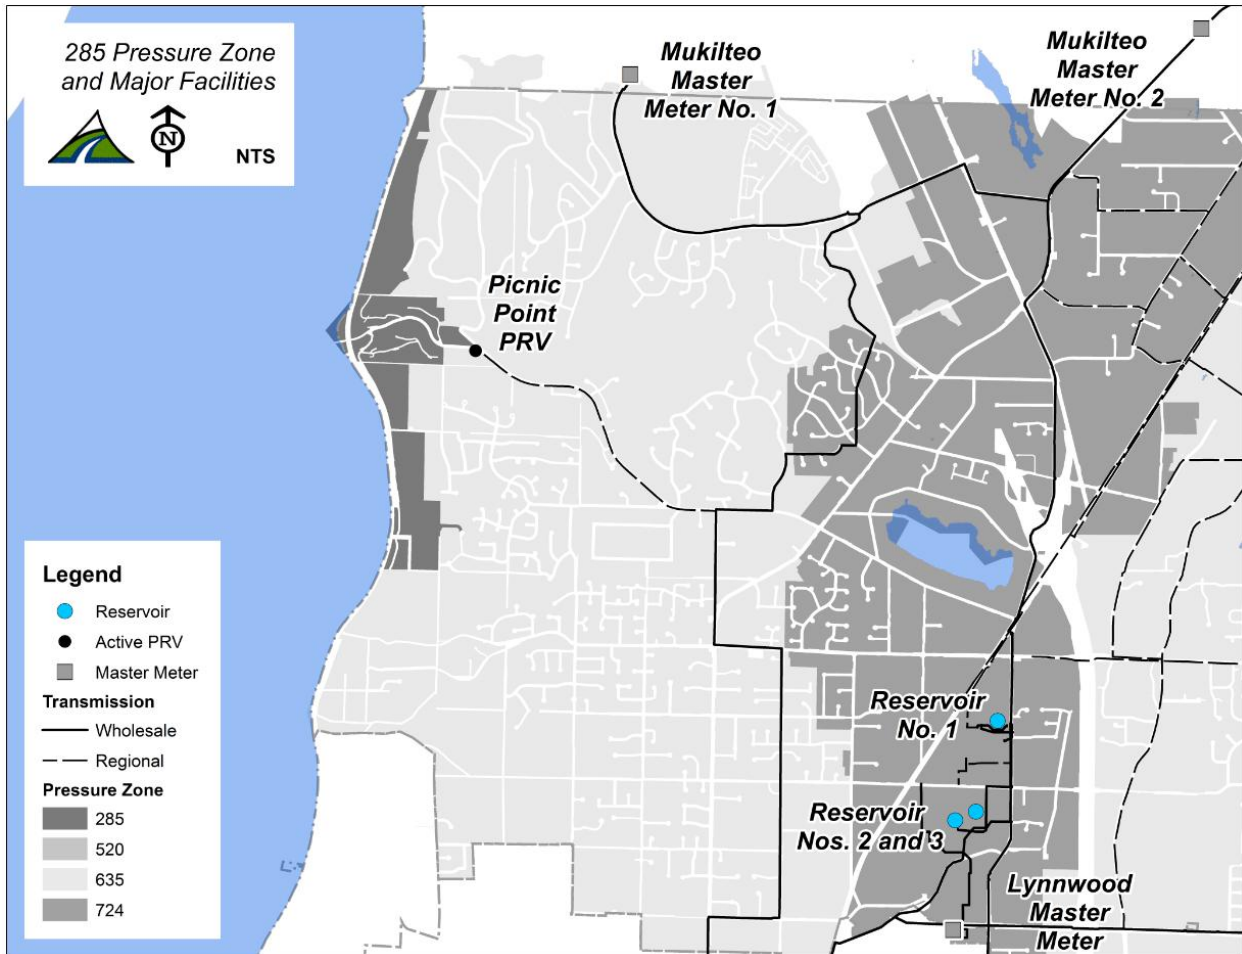 285 Pressure Zone
and Major Facilities
N
NTS
Mukilteo
Master
Meter No. 1
Mukilteo
Master
Meter No. 2
Picnic
Point
PRV
Reservoir
No. 1
Reservoir
Nos. 2 and 3
Lynnwood
Master
Meter
Legend
Reservoir
Active PRV
Master Meter
Transmission
Wholesale
Regional
Pressure Zone
285
520
635
724